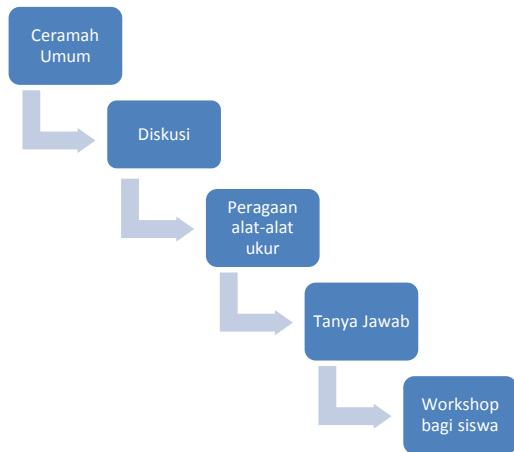 Ceramah
Umum
Diskusi
Peragaan
alat-alat
ukur
Tanya Jawab
Workshop
bagi siswa